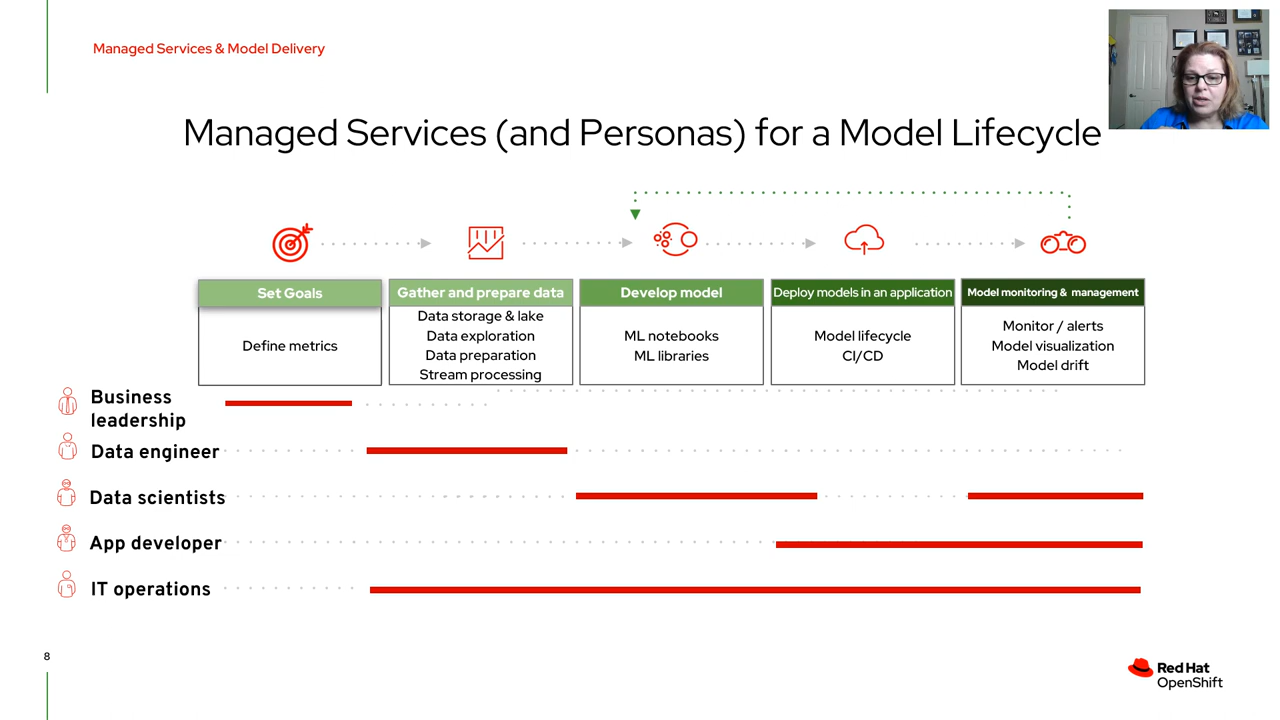 Managed Services & Model Delivery
Managed Services (and Personas) for a Model Lifecycle
Set Goals
Define metrics
Gather and prepare data
Data storage & lake
Data exploration
Data preparation
Stream processing
Develop model
ML notebooks
ML libraries
Deploy models in an application
Model lifecycle
CI/CD
Model monitoring & management
Monitor / alerts
Model visualization
Model drift
Business
leadership
Data engineer
Data scientists
App developer
IT operations
8
Red Hat
OpenShift